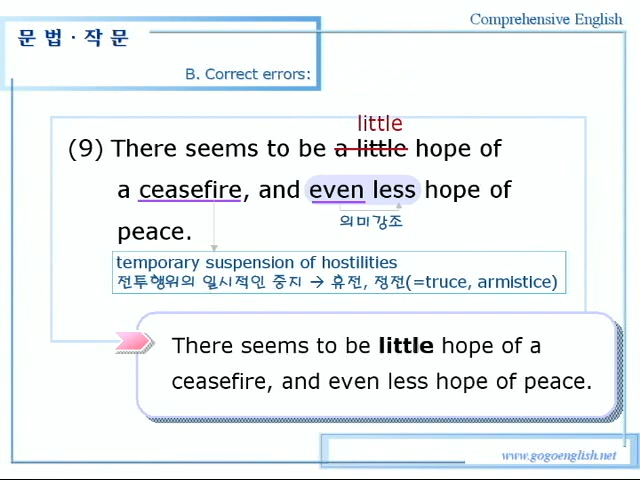 Comprehensive English
문 법 · 작 문
B. Correct errors:
little
(9) There seems to be a little hope of
a ceasefire, and even less hope of
의미강조
peace.
temporary suspension of hostilities
전투행위의 일시적인 중지 → 휴전, 정전(=truce, armistice)
There seems to be little hope of a
ceasefire, and even less hope of peace.
www.gogoenglish.net